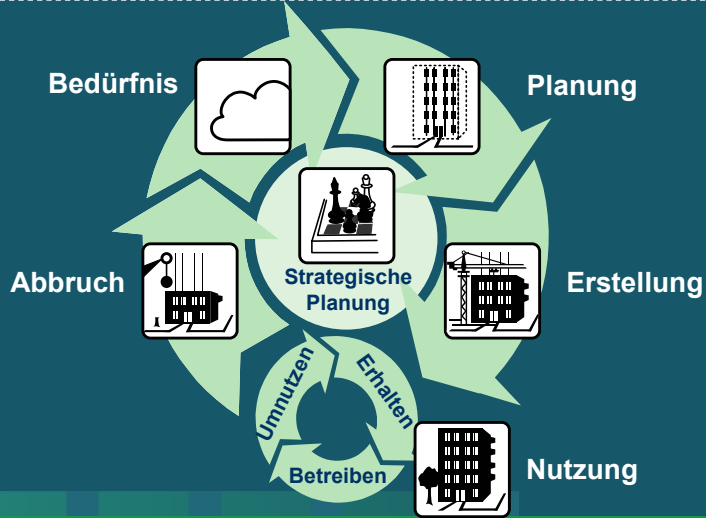 Bedürfnis
Planung
Strategische
Planung
Abbruch
Erstellung
Umnutzen
Erhalten
Betreiben
Nutzung